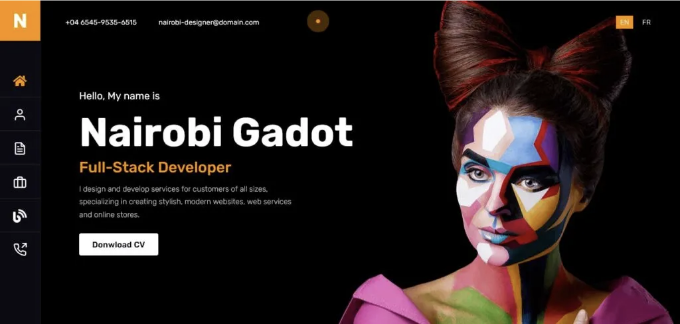 N
+04 6545-9535-6515 nairobi-designer@domain.com EN FR
Hello, My name is
Nairobi Gadot
Full-Stack Developer
I design and develop services for customers of all sizes,
specializing in creating stylish, modern websites, web services
and online stores.
Donwload CV